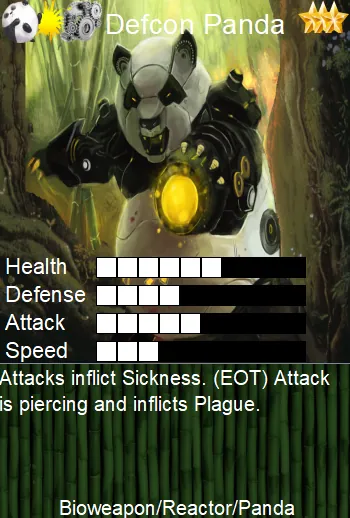 Defcon Panda
Health
Defense
Attack
Speed
Attacks inflict Sickness. (EOT) Attack
is piercing and inflicts Plague.
Bioweapon/Reactor/Panda